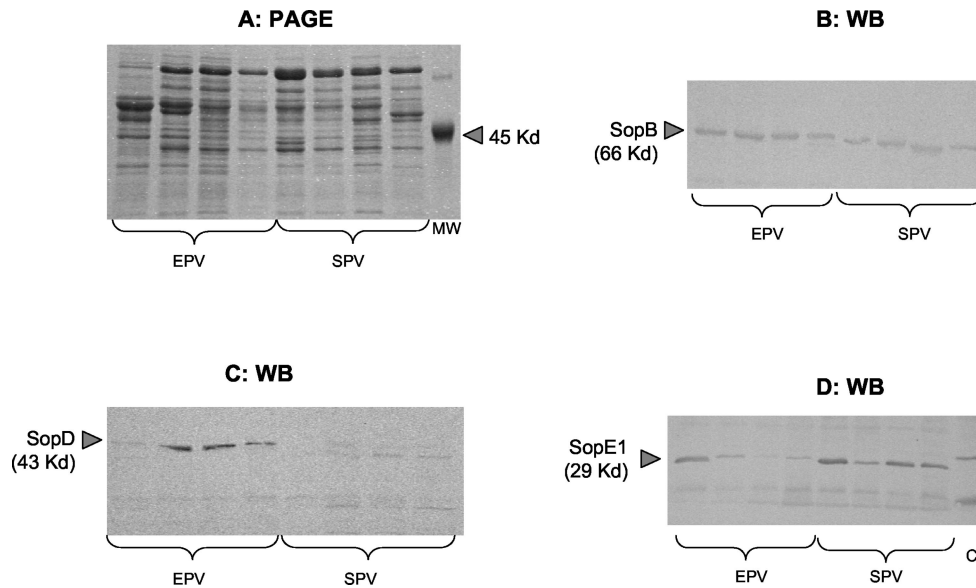 A: PAGE
45 Kd
MW
EPV
SPV
B: WB
SopB
(66 Kd)
EPV
SPV
C: WB
SopD
(43 Kd)
EPV
SPV
D: WB
SopE1
(29 Kd)
EPV
SPV
C